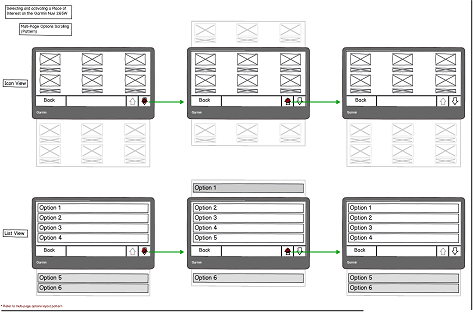 Selecting and activating a Place of
Interest on the Garmin Nuvi 265W
Multi-Page Options Scrolling
(Pattern)
Icon View
Back
Garmin
Back
Garmin
Back
Garmin
List View
Option 1
Option 2
Option 3
Option 4
Back
Garmin
Option 5
Option 6
Option 1
Option 2
Option 3
Option 4
Option 5
Back
Garmin
Option 6
Option 1
Option 2
Option 3
Option 4
Back
Garmin
Option 5
Option 6
* Refer to multi-page options layout pattern